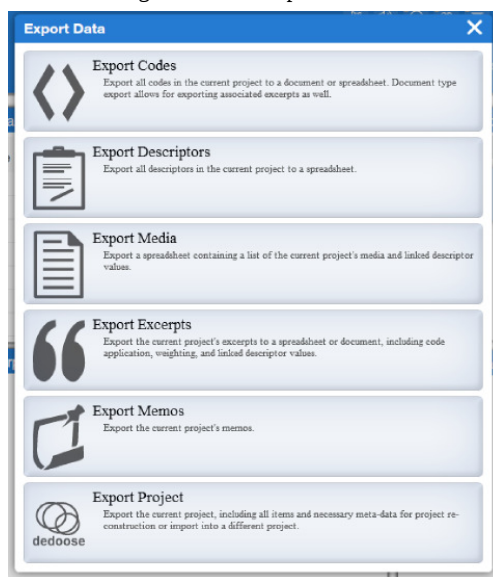 Export Data
Export Codes
Export all codes in the current project to a document or spreadsheet. Document type
export allows for exporting associated excerpts as well.
Export Descriptors
Export all descriptors in the current project to a spreadsheet.
Export Media
Export a spreadsheet containing a list of the current project's media and linked descriptor
values.
Export Excerpts
Export the current project's excerpts to a spreadsheet or document, including code
application, weighting, and linked descriptor values.
Export Memos
Export the current project's memos.
Export Project
Export the current project, including all items and necessary meta-data for project re-
construction or import into a different project.
dedoose